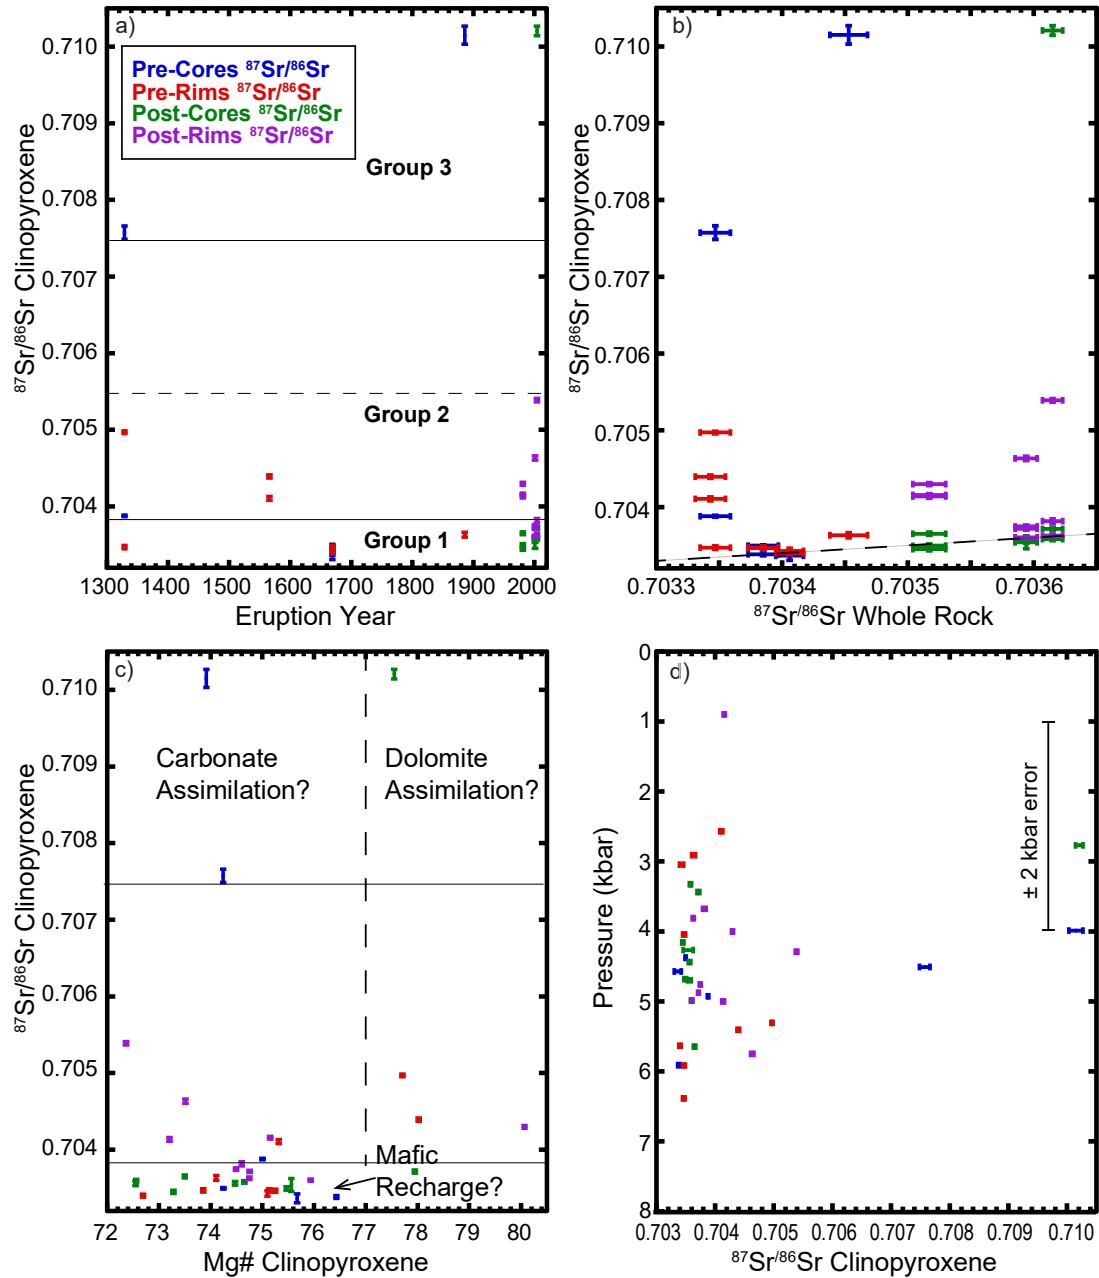 a)
0.710
0.709
0.708
0.707
0.706
0.705
0.704
⁸⁷Sr/⁸⁶Sr Clinopyroxene
Pre-Cores ⁸⁷Sr/⁸⁶Sr
Pre-Rims ⁸⁷Sr/⁸⁶Sr
Post-Cores ⁸⁷Sr/⁸⁶Sr
Post-Rims ⁸⁷Sr/⁸⁶Sr
Group 3
Group 2
Group 1
1300 1400 1500 1600 1700 1800 1900 2000
Eruption Year
b)
0.710
0.709
0.708
0.707
0.706
0.705
0.704
⁸⁷Sr/⁸⁶Sr Clinopyroxene
0.7033 0.7034 0.7035 0.7036
⁸⁷Sr/⁸⁶Sr Whole Rock
c)
0.710
0.709
0.708
0.707
0.706
0.705
0.704
⁸⁷Sr/⁸⁶Sr Clinopyroxene
Carbonate
Assimilation?
Dolomite
Assimilation?
Mafic
Recharge?
72 73 74 75 76 77 78 79 80
Mg# Clinopyroxene
d)
0
1
2
3
4
5
6
7
8
Pressure (kbar)
± 2 kbar error
0.703 0.704 0.705 0.706 0.707 0.708 0.709 0.710
⁸⁷Sr/⁸⁶Sr Clinopyroxene